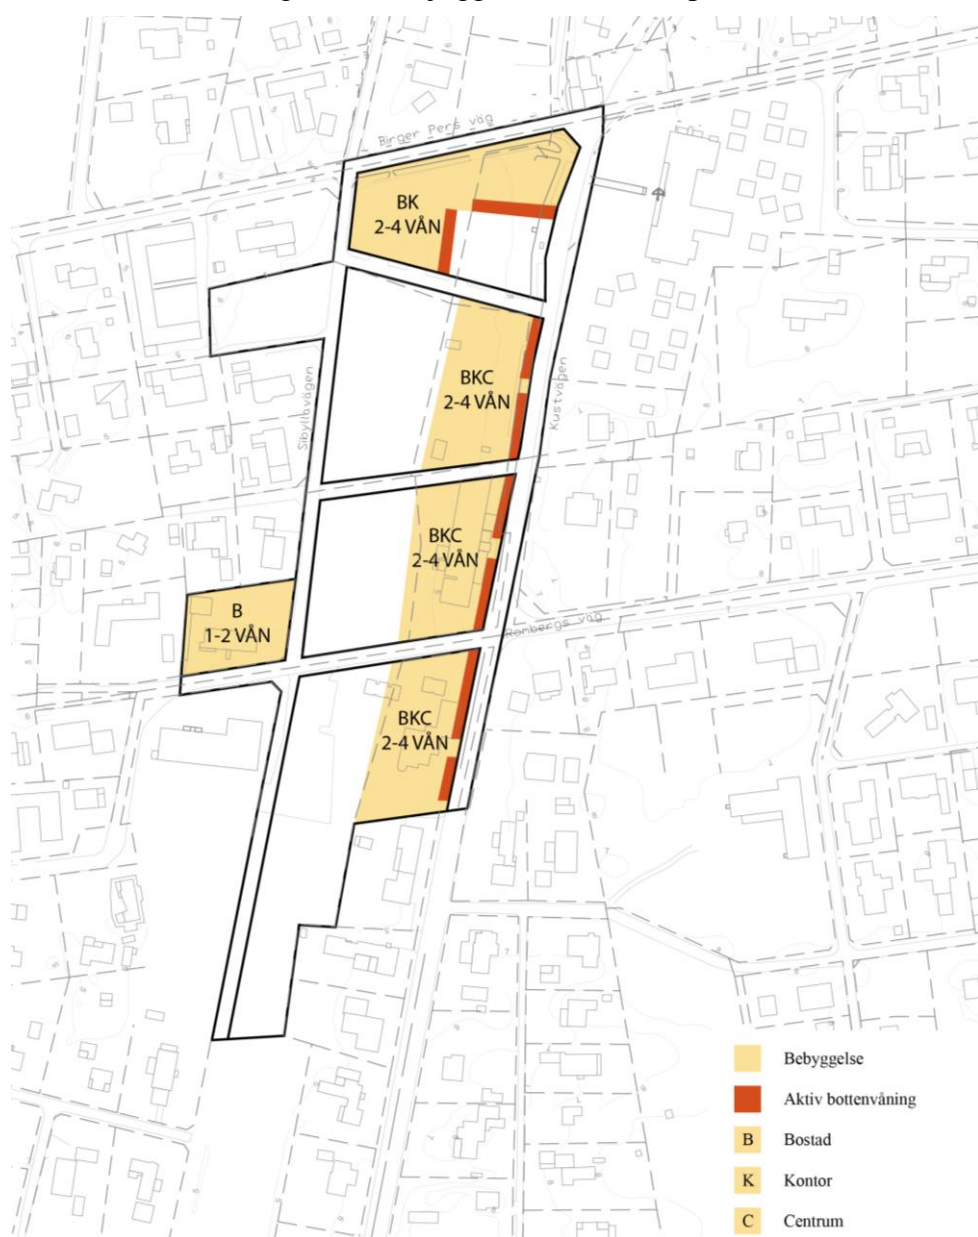 Birger Pers väg
BK
2-4 VÅN
BKC
2-4 VÅN
Sibyllavägen
Kustvägen
BKC
2-4 VÅN
B
1-2 VÅN
Rombergs väg
BKC
2-4 VÅN
Bebyggelse
Aktiv bottenvåning
B Bostad
K Kontor
C Centrum